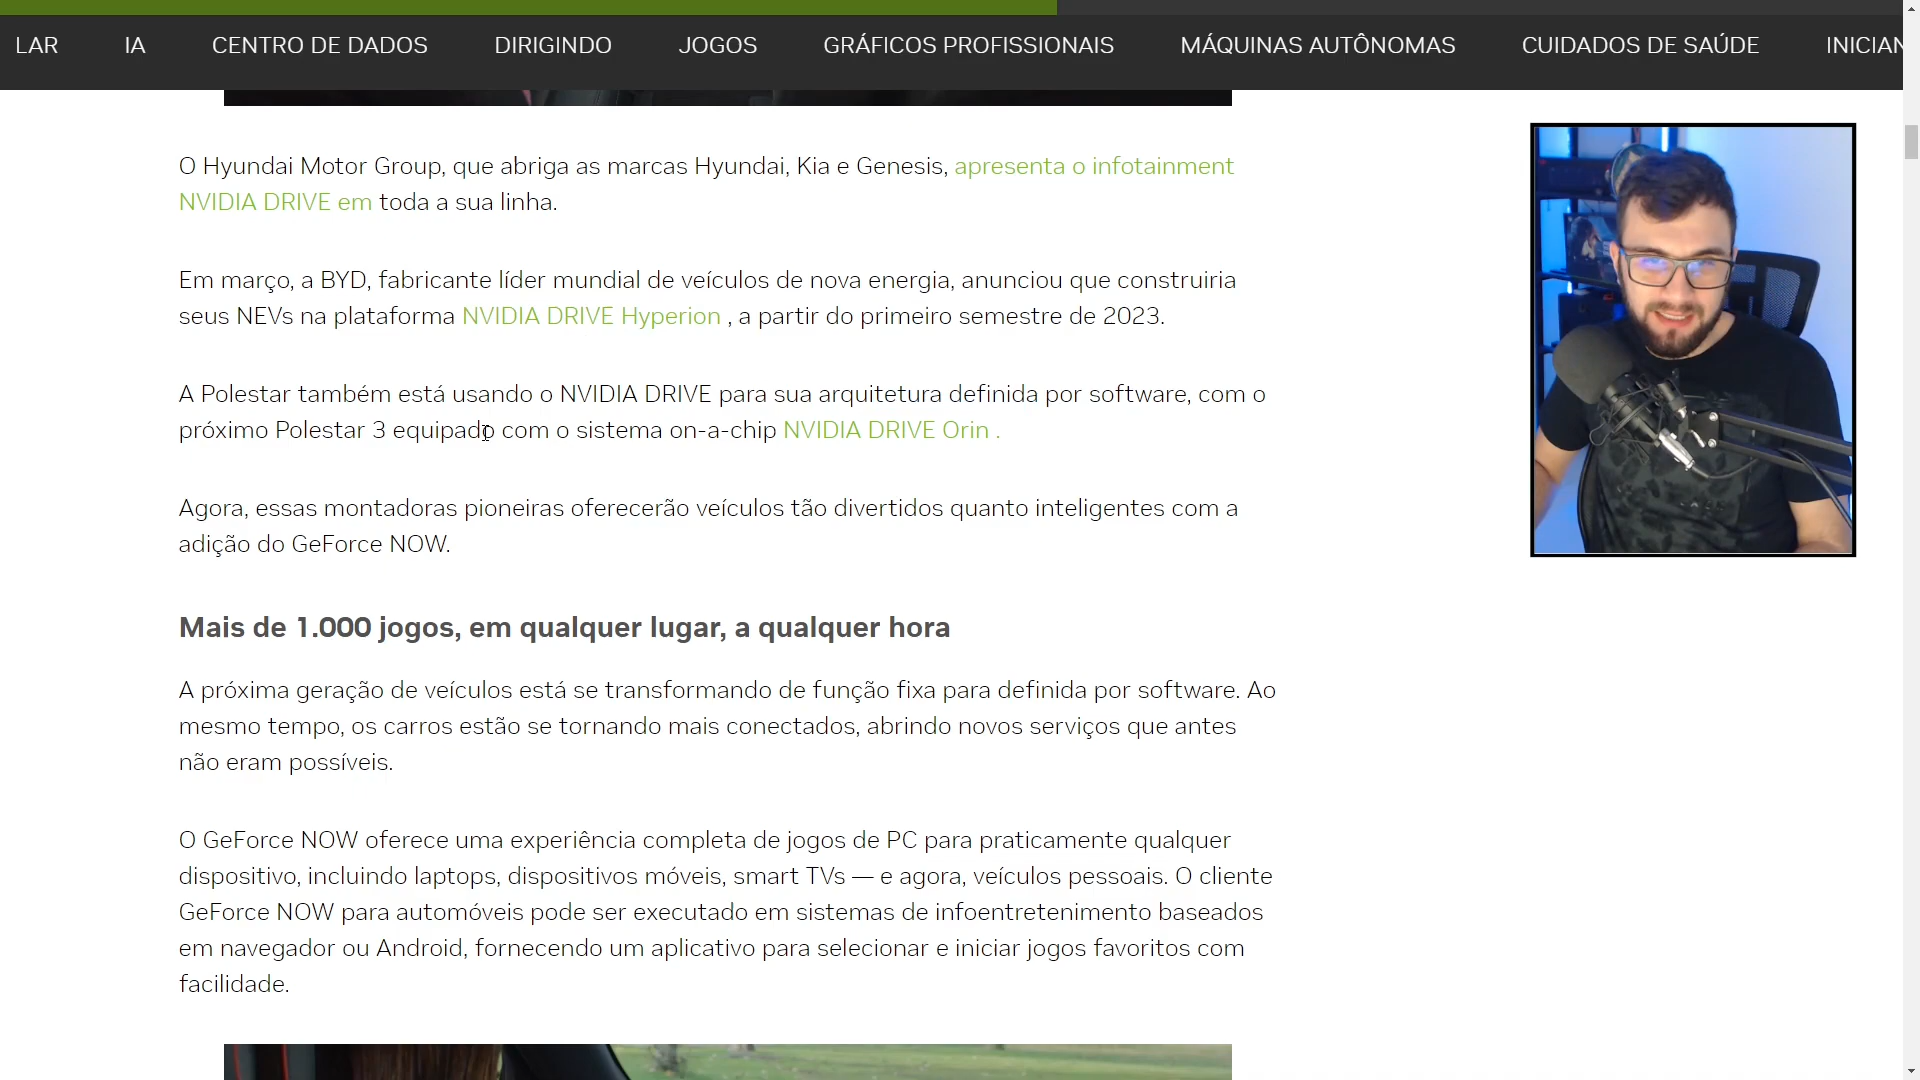 LAR IA CENTRO DE DADOS DIRIGINDO JOGOS GRÁFICOS PROFISSIONAIS MÁQUINAS AUTÔNOMAS CUIDADOS DE SAÚDE INICIAN
O Hyundai Motor Group, que abriga as marcas Hyundai, Kia e Genesis, apresenta o infotainment
NVIDIA DRIVE em toda a sua linha.
Em março, a BYD, fabricante líder mundial de veículos de nova energia, anunciou que construiria
seus NEVs na plataforma NVIDIA DRIVE Hyperion , a partir do primeiro semestre de 2023.
A Polestar também está usando o NVIDIA DRIVE para sua arquitetura definida por software, com o
próximo Polestar 3 equipado com o sistema on-a-chip NVIDIA DRIVE Orin .
Agora, essas montadoras pioneiras oferecerão veículos tão divertidos quanto inteligentes com a
adição do GeForce NOW.
Mais de 1.000 jogos, em qualquer lugar, a qualquer hora
A próxima geração de veículos está se transformando de função fixa para definida por software. Ao
mesmo tempo, os carros estão se tornando mais conectados, abrindo novos serviços que antes
não eram possíveis.
O GeForce NOW oferece uma experiência completa de jogos de PC para praticamente qualquer
dispositivo, incluindo laptops, dispositivos móveis, smart TVs — e agora, veículos pessoais. O cliente
GeForce NOW para automóveis pode ser executado em sistemas de infoentretenimento baseados
em navegador ou Android, fornecendo um aplicativo para selecionar e iniciar jogos favoritos com
facilidade.